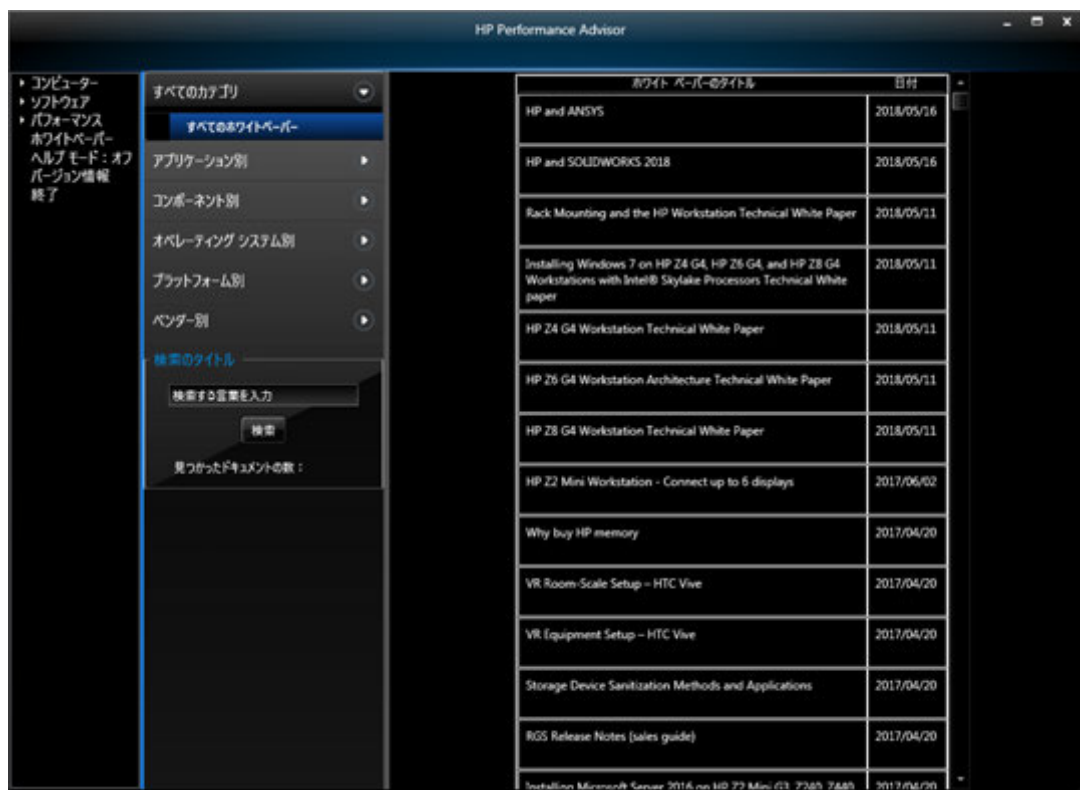 HP Performance Advisor
コンピューター
ソフトウェア
パフォーマンス
ホワイトペーパー
ヘルプ モード：オフ
バージョン情報
終了
すべてのカテゴリ
すべてのホワイトペーパー
アプリケーション別
コンポーネント別
オペレーティング システム別
プラットフォーム別
ベンダー別
検索のタイトル
検索する言葉を入力
検索
見つかったドキュメントの数：
ホワイト ペーパーのタイトル 日付
HP and ANSYS 2018/05/16
HP and SOLIDWORKS 2018 2018/05/16
Rack Mounting and the HP Workstation Technical White Paper 2018/05/11
Installing Windows 7 on HP Z4 G4, HP Z6 G4, and HP Z8 G4 2018/05/11
Workstations with Intel® Skylake Processors Technical White
paper
HP Z4 G4 Workstation Technical White Paper 2018/05/11
HP Z6 G4 Workstation Architecture Technical White Paper 2018/05/11
HP Z8 G4 Workstation Technical White Paper 2018/05/11
HP Z2 Mini Workstation - Connect up to 6 displays 2017/06/02
Why buy HP memory 2017/04/20
VR Room-Scale Setup – HTC Vive 2017/04/20
VR Equipment Setup – HTC Vive 2017/04/20
Storage Device Sanitization Methods and Applications 2017/04/20
RGS Release Notes (sales guide) 2017/04/20
Installing Microsoft Server 2016 on HP Z2 Mini G3, Z240, Z440, 2017/04/20